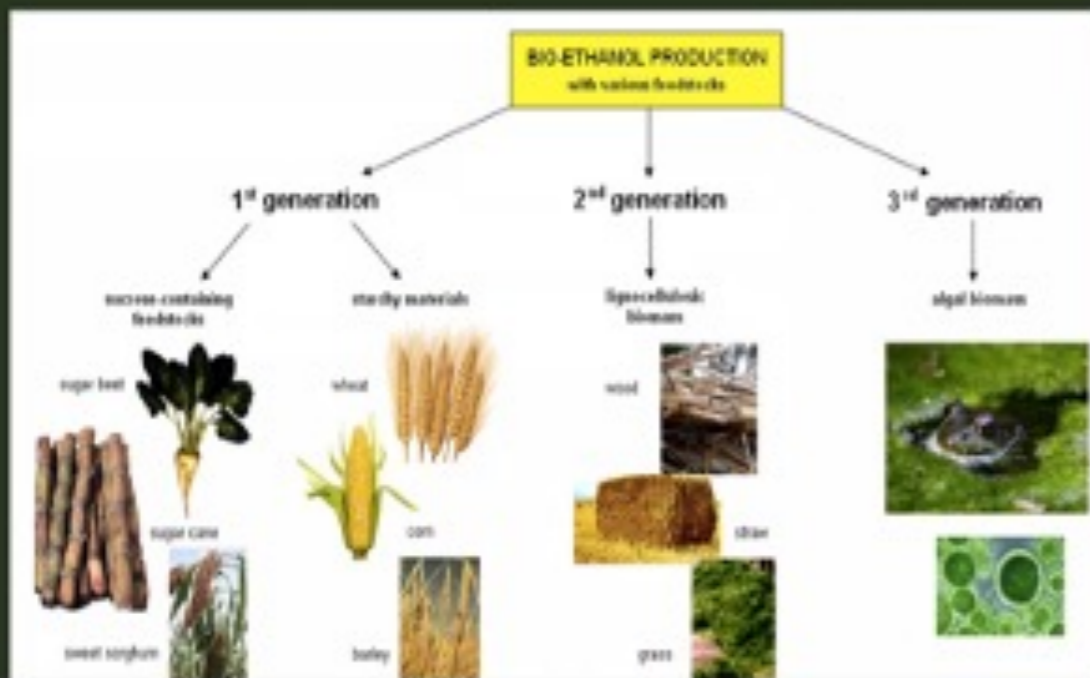 BIO-ETHANOL PRODUCTION
with various feedstocks
1st generation
2nd generation
3rd generation
sucrose-containing
feedstocks
starchy materials
lignocellulosic
biomass
algal biomass
sugar beet
wheat
wood
sugar cane
corn
straw
sweet sorghum
barley
grass